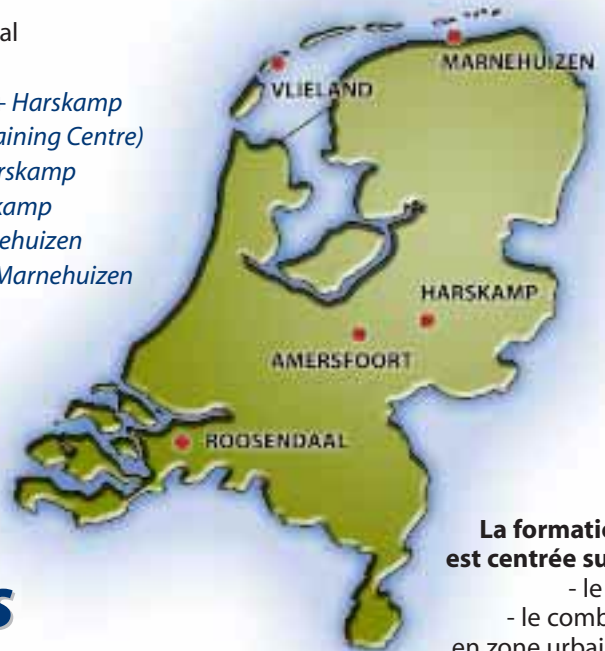 al
– Harskamp
aining Centre)
rskamp
kamp
ehuizen
Marnehuizen
MARNEHUIZEN
VLIELAND
HARSKAMP
AMERSFOORT
ROOSENDAAL
La formatio
est centrée su
- le
- le comb
en zone urbai
s